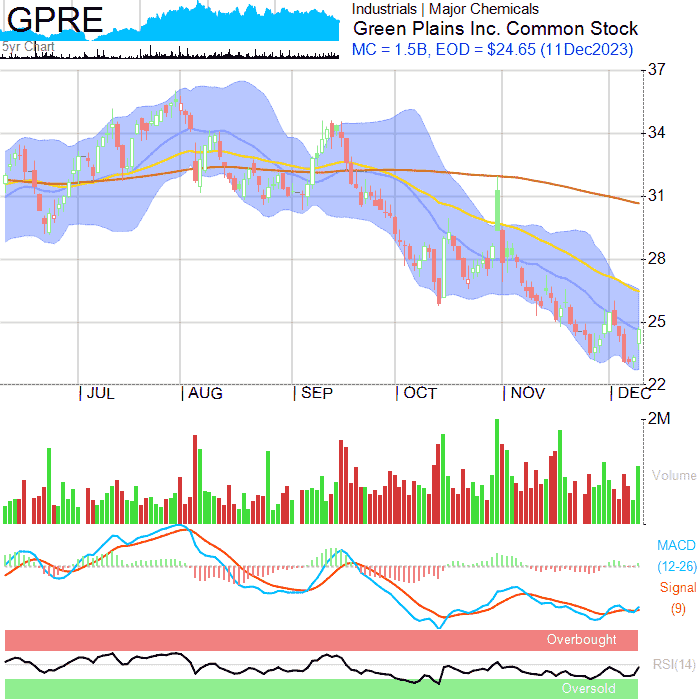 GPRE
5yr Chart
Industrials | Major Chemicals
Green Plains Inc. Common Stock
MC = 1.5B, EOD = $24.65 (11Dec2023)
37
34
31
28
25
22
JUL
AUG
SEP
OCT
NOV
DEC
2M
Volume
MACD
(12-26)
Signal
(9)
Overbought
RSI(14)
Oversold